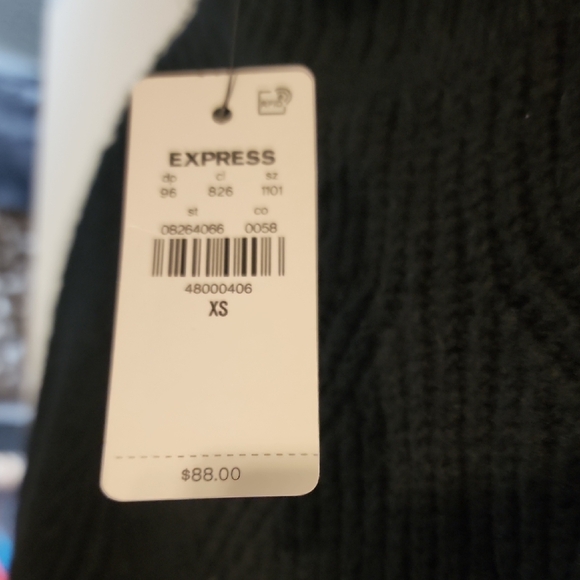 EXPRESS
dp cl sz
96 826 1101
st co
08264066 0058
48000406
XS
$88.00